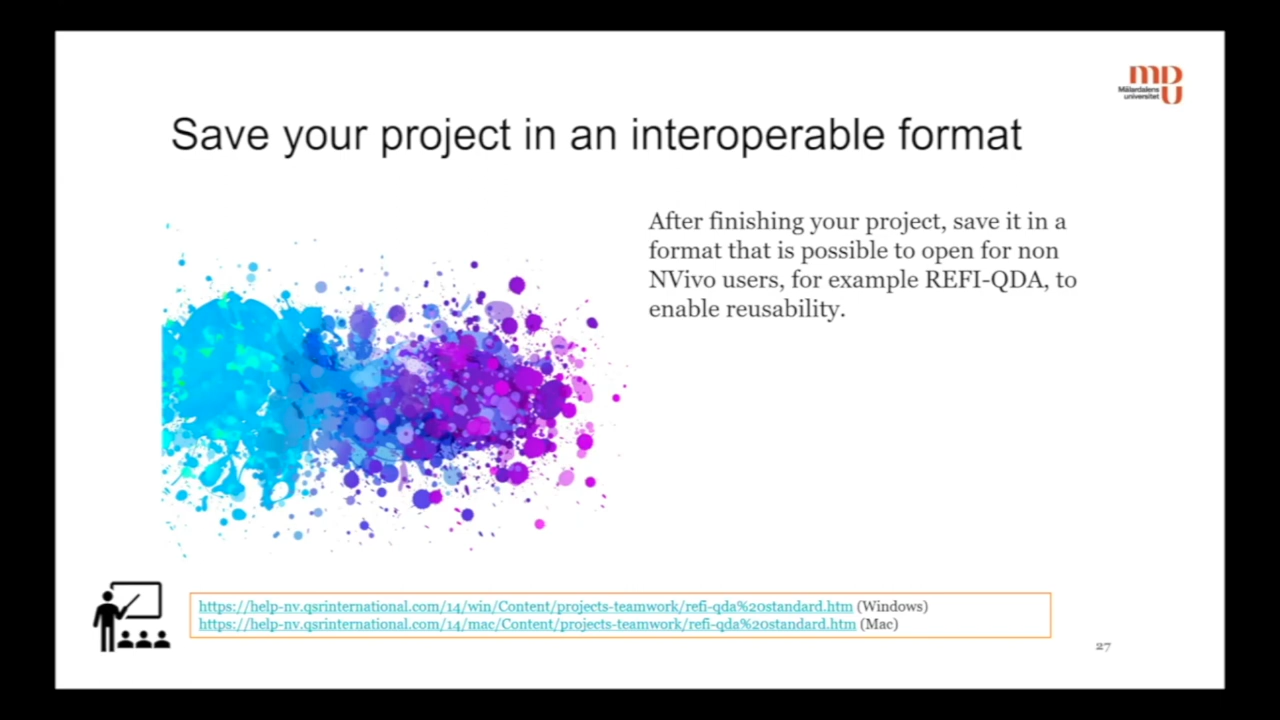 MDU
Mälardalens
universitet
Save your project in an interoperable format
After finishing your project, save it in a
format that is possible to open for non
NVivo users, for example REFI-QDA, to
enable reusability.
https://help-nv.qsrinternational.com/14/win/Content/projects-teamwork/refi-qda%20standard.htm (Windows)
https://help-nv.qsrinternational.com/14/mac/Content/projects-teamwork/refi-qda%20standard.htm (Mac)
27